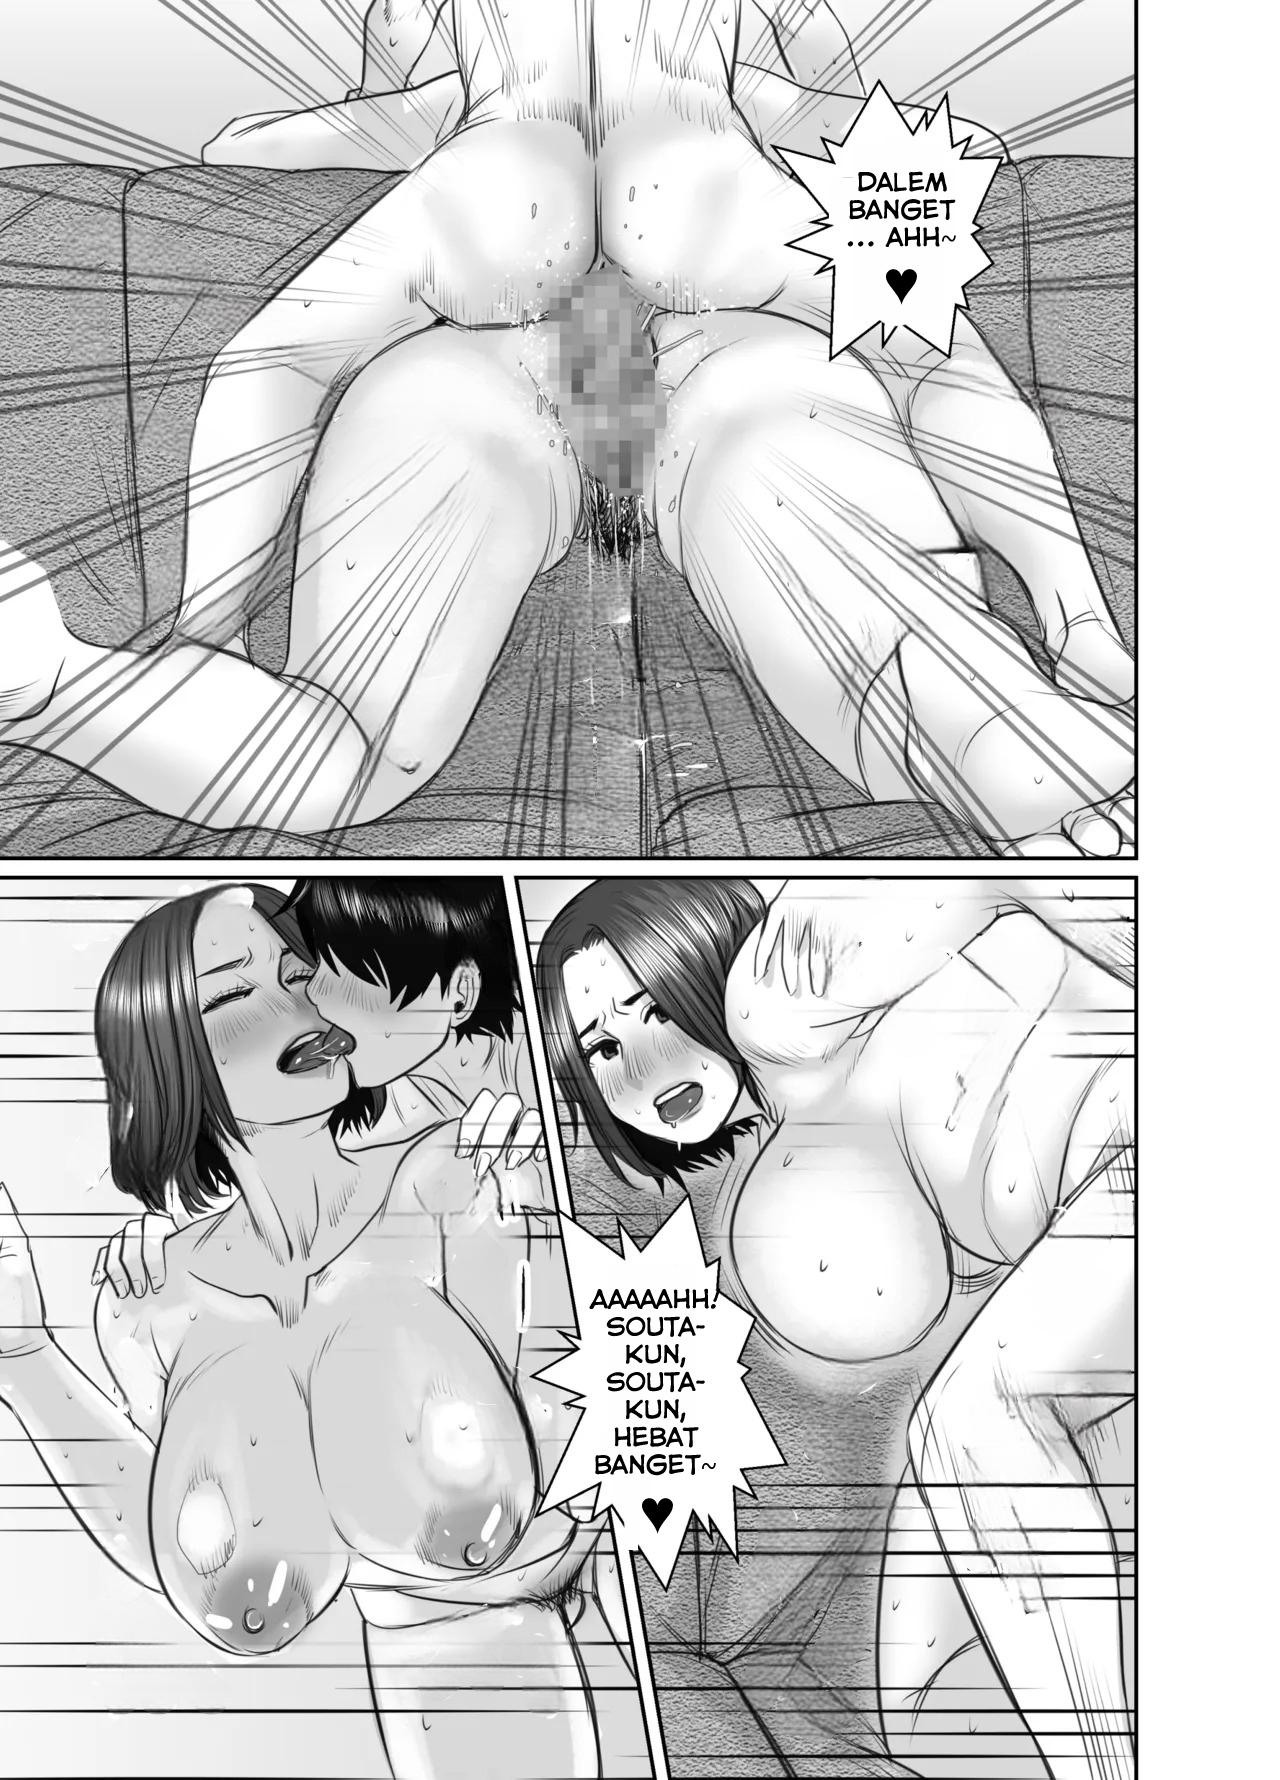 DALEM
BANGET
... AHH~
♥
AAAAAHH!
SOUTA-
KUN,
SOUTA-
KUN,
HEBAT
BANGET~
♥